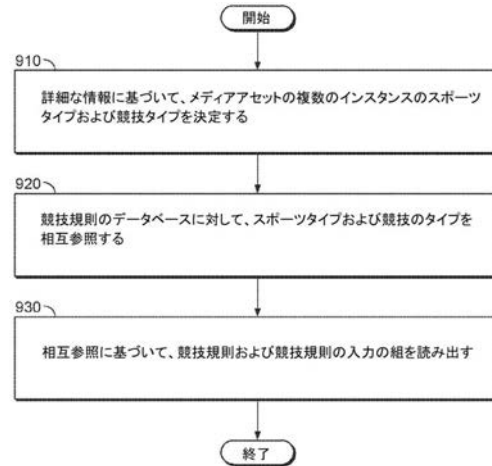 開始
910
詳細な情報に基づいて、メディアアセットの複数のインスタンスのスポーツ
タイプおよび競技タイプを決定する
920
競技規則のデータベースに対して、スポーツタイプおよび競技のタイプを
相互参照する
930
相互参照に基づいて、競技規則および競技規則の入力の組を読み出す
終了